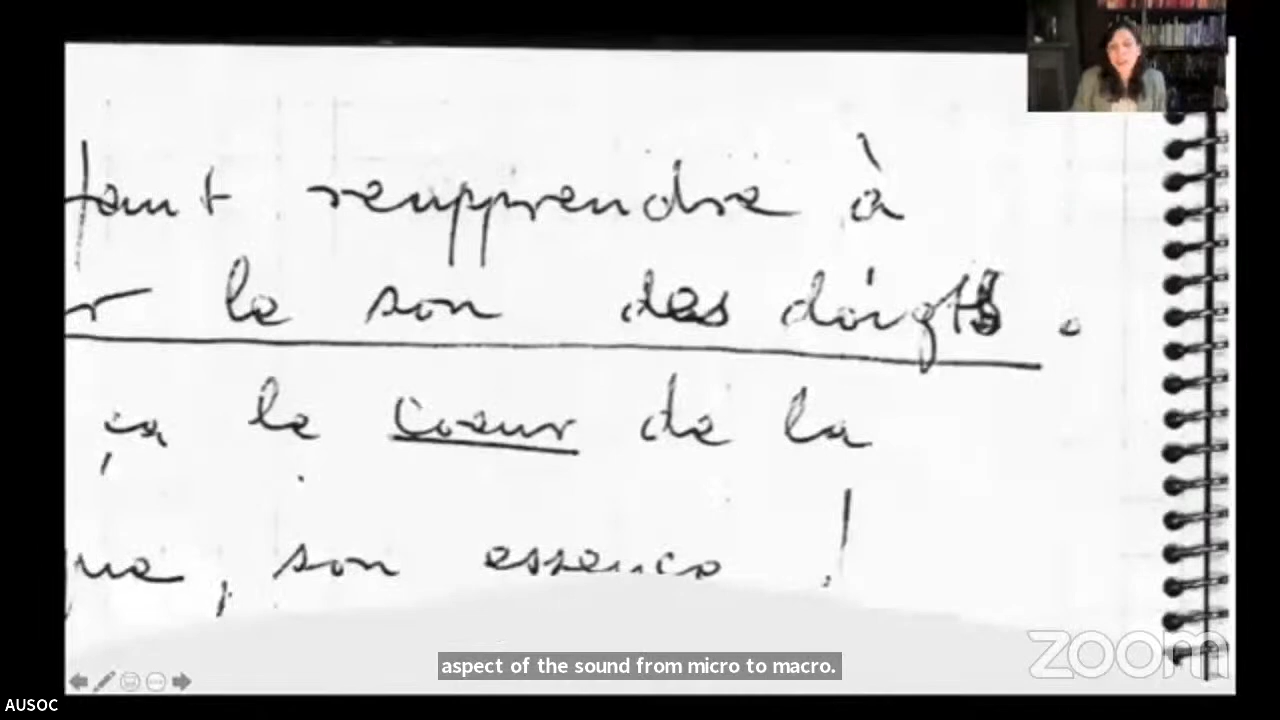 faut réapprendre à
r le son des doigts.
ça le cœur de la
que, son essence !
aspect of the sound from micro to macro.
zoom
AUSOC